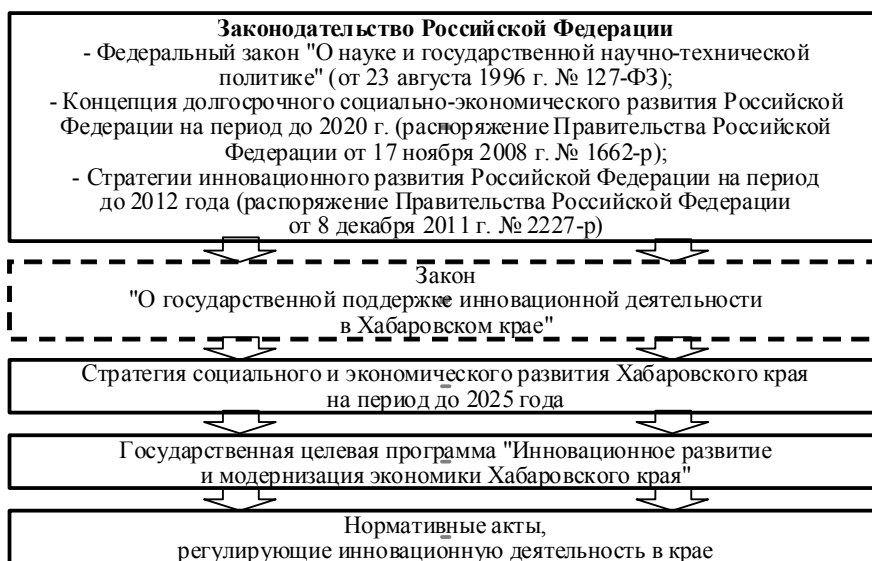 Законодательство Российской Федерации
- Федеральный закон "О науке и государственной научно-технической
политике" (от 23 августа 1996 г. № 127-ФЗ);
- Концепция долгосрочного социально-экономического развития Российской
Федерации на период до 2020 г. (распоряжение Правительства Российской
Федерации от 17 ноября 2008 г. № 1662-р);
- Стратегии инновационного развития Российской Федерации на период
до 2012 года (распоряжение Правительства Российской Федерации
от 8 декабря 2011 г. № 2227-р)
Закон
"О государственной поддержке инновационной деятельности
в Хабаровском крае"
Стратегия социального и экономического развития Хабаровского края
на период до 2025 года
Государственная целевая программа "Инновационное развитие
и модернизация экономики Хабаровского края"
Нормативные акты,
регулирующие инновационную деятельность в крае